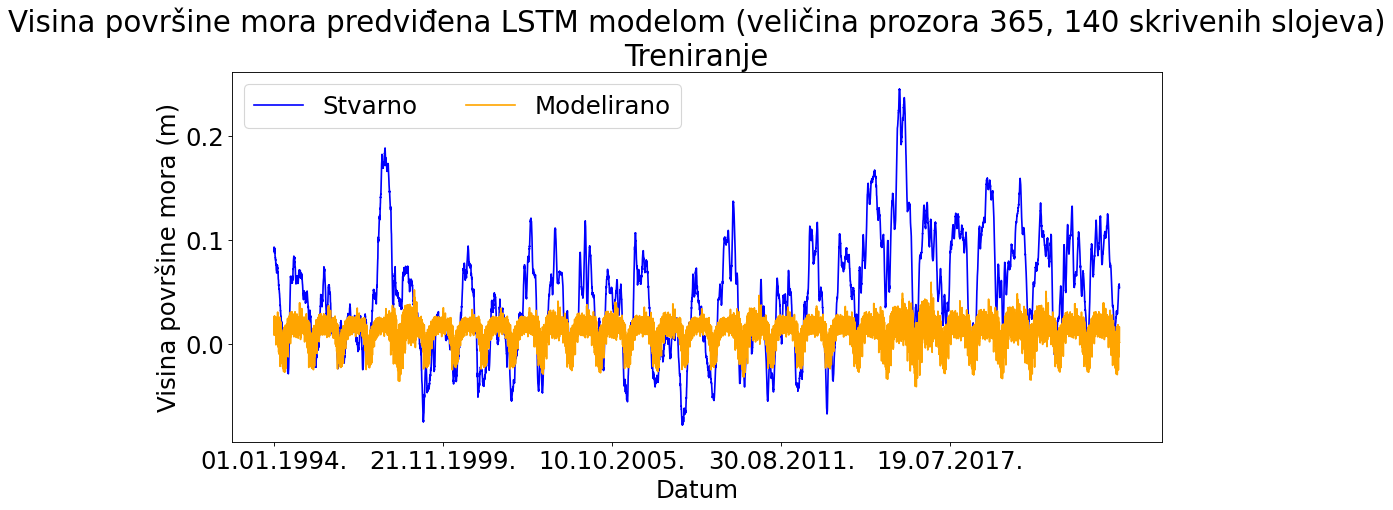 Visina površine mora predviđena LSTM modelom (veličina prozora 365, 140 skrivenih slojeva)
Treniranje
Stvarno Modelirano
Visina površine mora (m)
0.2
0.1
0.0
01.01.1994. 21.11.1999. 10.10.2005. 30.08.2011. 19.07.2017.
Datum